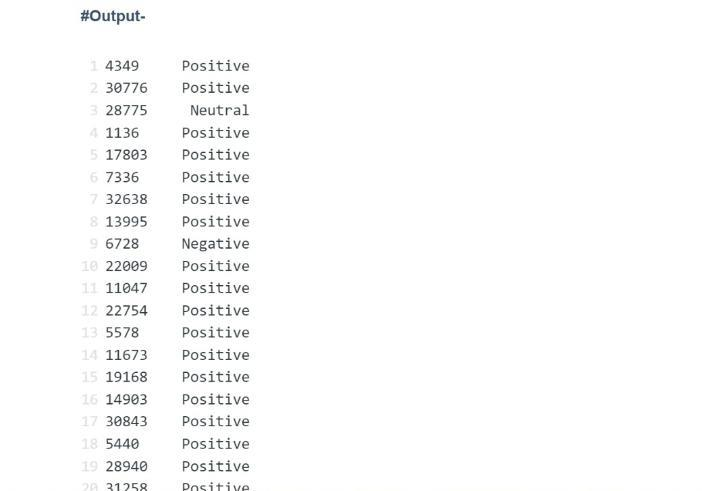 #Output-
1 4349 Positive
2 30776 Positive
3 28775 Neutral
4 1136 Positive
5 17803 Positive
6 7336 Positive
7 32638 Positive
8 13995 Positive
9 6728 Negative
10 22009 Positive
11 11047 Positive
12 22754 Positive
13 5578 Positive
14 11673 Positive
15 19168 Positive
16 14903 Positive
17 30843 Positive
18 5440 Positive
19 28940 Positive
20 31258 Positive